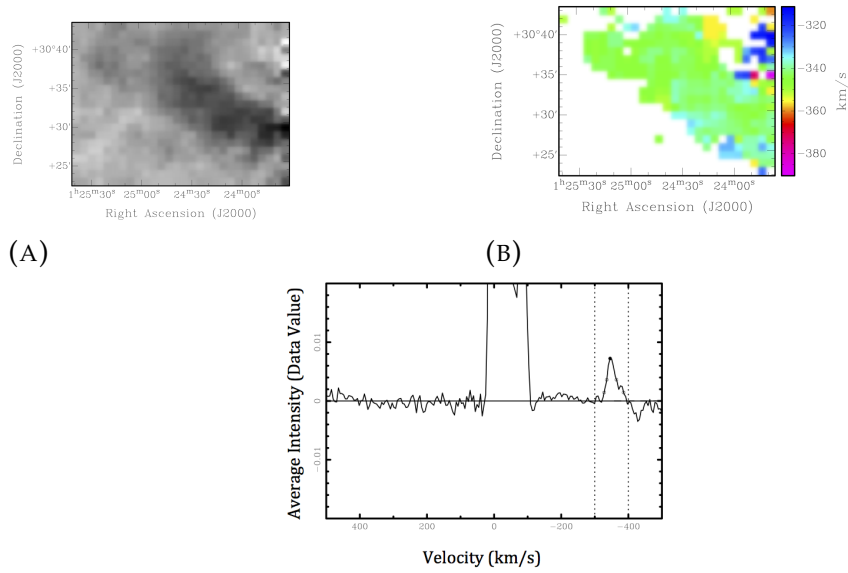 +30°40'
+35'
+30'
+25'
Declination (J2000)
1ʰ25ᵐ30ˢ 25ᵐ00ˢ 24ᵐ30ˢ 24ᵐ00ˢ
Right Ascension (J2000)
(A)
+30°40'
+35'
+30'
+25'
Declination (J2000)
1ʰ25ᵐ30ˢ 25ᵐ00ˢ 24ᵐ30ˢ 24ᵐ00ˢ
Right Ascension (J2000)
−320
−340
−360
−380
km/s
(B)
Average Intensity (Data Value)
0.01
0
−0.01
400 200 0 −200 −400
Velocity (km/s)